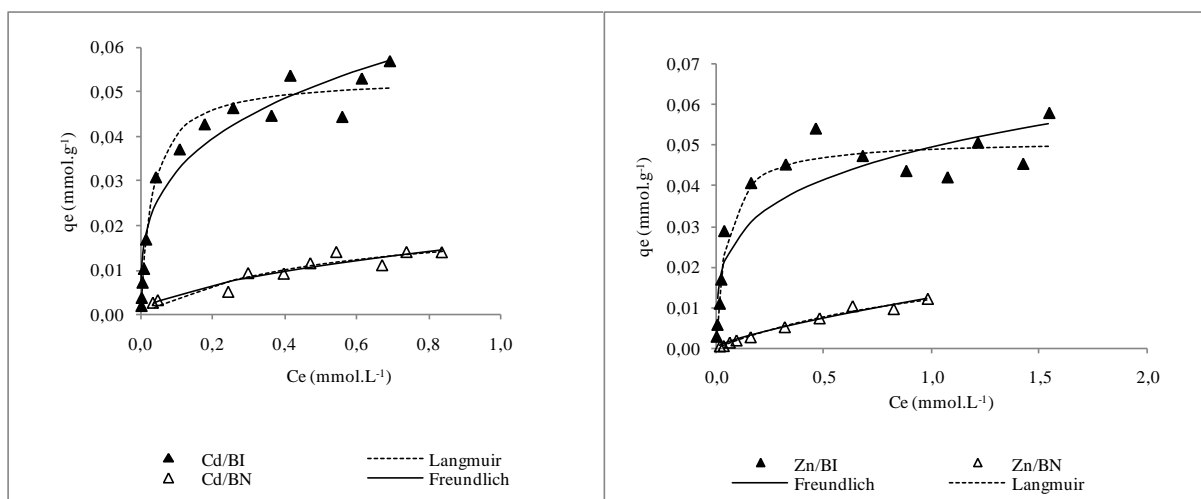 0,06
0,05
0,04
0,03
0,02
0,01
0,00
qe (mmol.g⁻¹)
0,0 0,2 0,4 0,6 0,8 1,0
Ce (mmol.L⁻¹)
Cd/BI Langmuir
Cd/BN Freundlich
0,07
0,06
0,05
0,04
0,03
0,02
0,01
0,00
qe (mmol.g⁻¹)
0,0 0,5 1,0 1,5 2,0
Ce (mmol.L⁻¹)
Zn/BI Zn/BN
Freundlich Langmuir